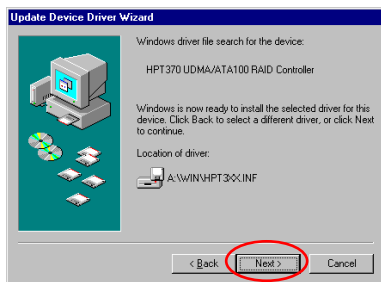 Update Device Driver Wizard
Windows driver file search for the device:
HPT370 UDMA/ATA100 RAID Controller
Windows is now ready to install the selected driver for this
device. Click Back to select a different driver, or click Next
to continue.
Location of driver:
A:\WIN\HPT3XX.INF
< Back
Next >
Cancel